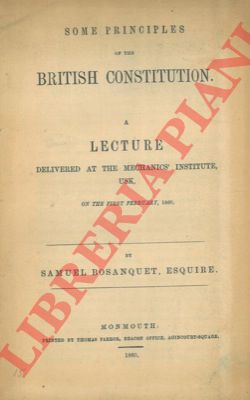 SOME PRINCIPLES
OF THE
BRITISH CONSTITUTION.
A
LECTURE
DELIVERED AT THE MECHANICS' INSTITUTE,
USK,
ON THE FIRST FEBRUARY, 1860.
BY
SAMUEL BOSANQUET, ESQUIRE.
MONMOUTH:
PRINTED BY THOMAS FARROR, BEACON OFFICE, AGINCOURT-SQUARE.
1860.
LIBRERIA PIANI